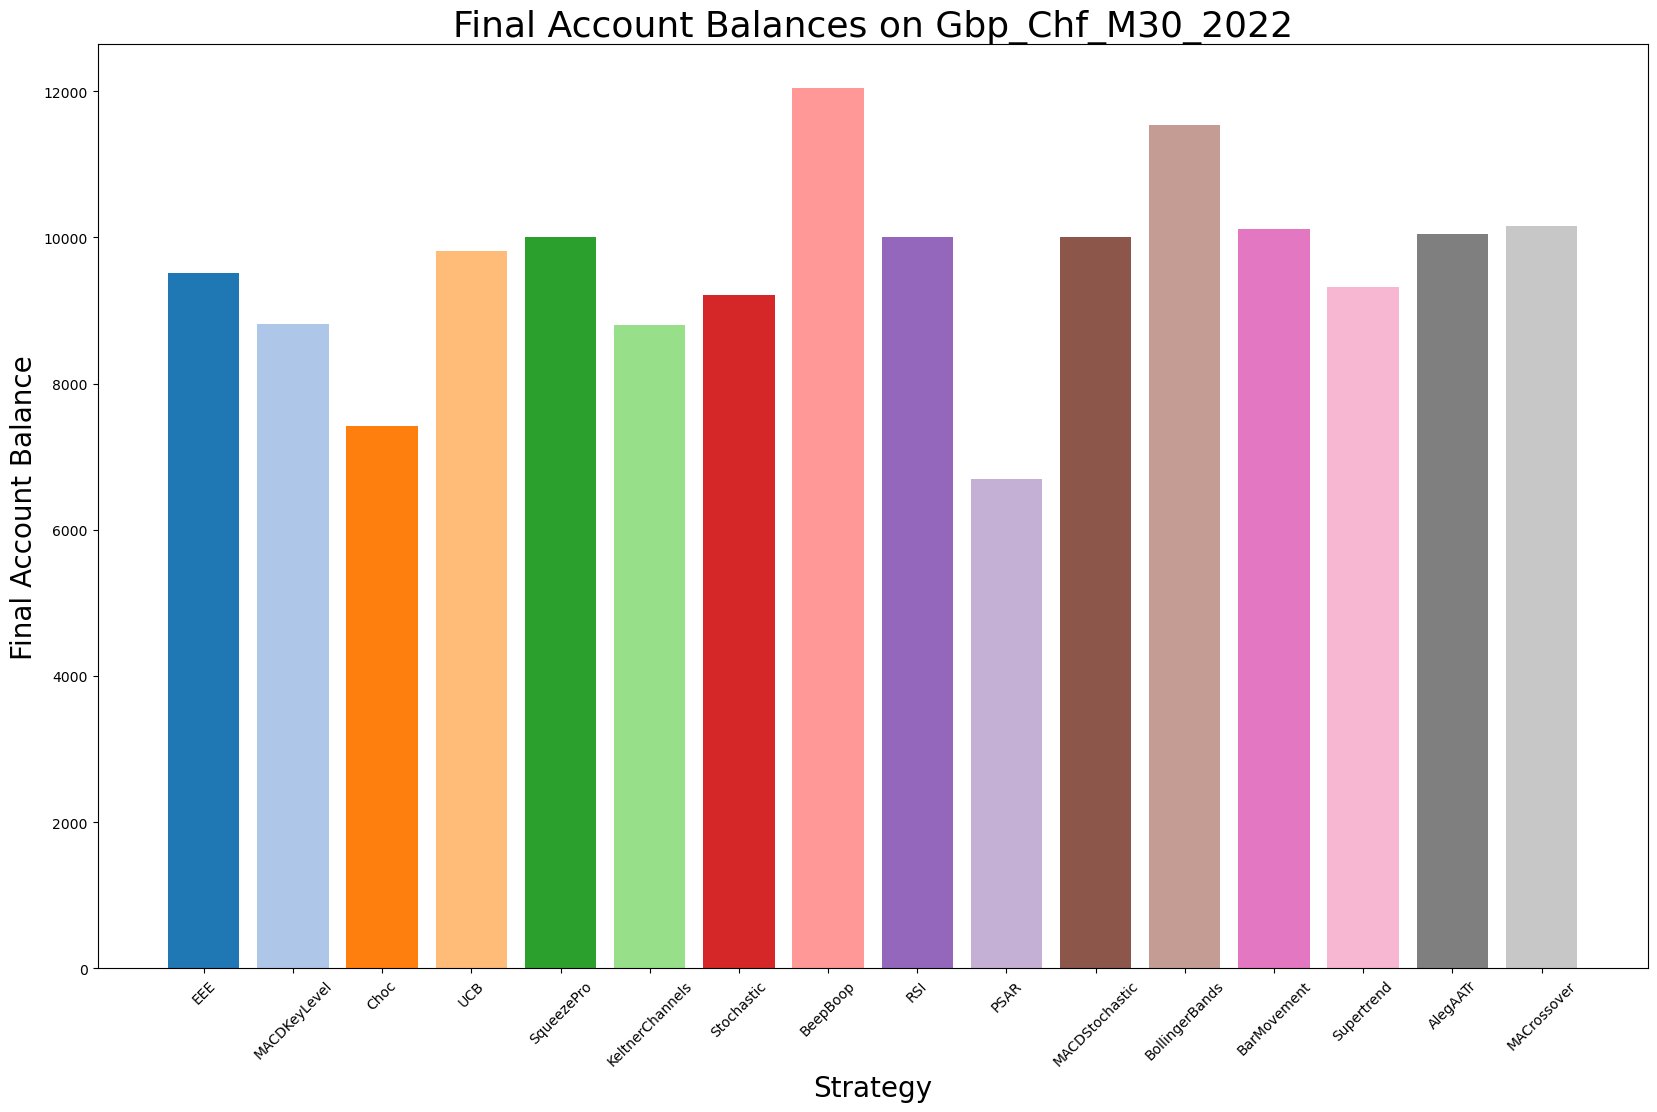 Final Account Balances on Gbp_Chf_M30_2022
Final Account Balance
12000
10000
8000
6000
4000
2000
0
EEE
MACDKeyLevel
Choc
UCB
SqueezePro
KeltnerChannels
Stochastic
BeepBoop
RSI
PSAR
MACDStochastic
BollingerBands
BarMovement
Supertrend
AlegAATr
MACrossover
Strategy